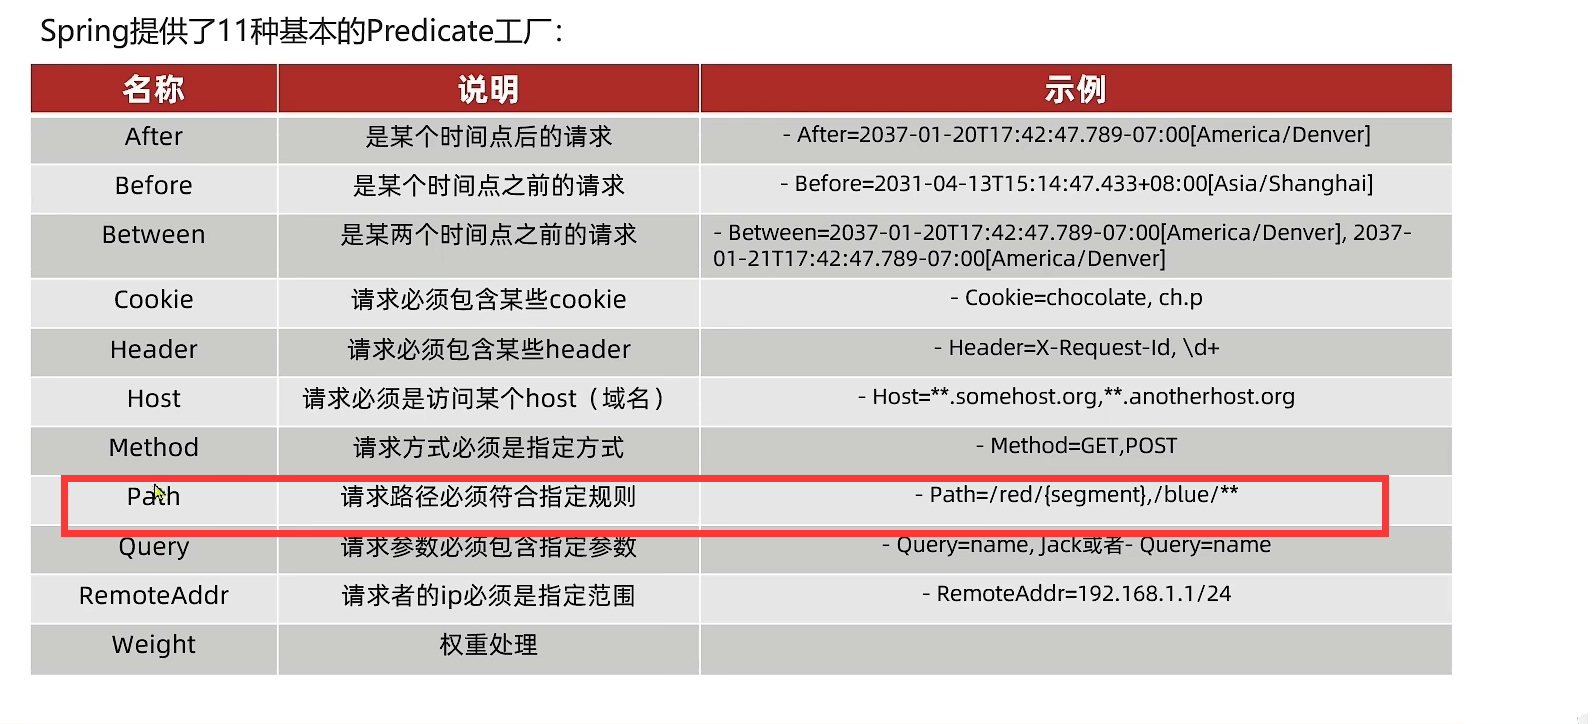 Spring提供了11种基本的Predicate工厂：
名称 说明 示例
After 是某个时间点后的请求 - After=2037-01-20T17:42:47.789-07:00[America/Denver]
Before 是某个时间点之前的请求 - Before=2031-04-13T15:14:47.433+08:00[Asia/Shanghai]
Between 是某两个时间点之前的请求 - Between=2037-01-20T17:42:47.789-07:00[America/Denver], 2037-
01-21T17:42:47.789-07:00[America/Denver]
Cookie 请求必须包含某些cookie - Cookie=chocolate, ch.p
Header 请求必须包含某些header - Header=X-Request-Id, \d+
Host 请求必须是访问某个host（域名） - Host=**.somehost.org,**.anotherhost.org
Method 请求方式必须是指定方式 - Method=GET,POST
Path 请求路径必须符合指定规则 - Path=/red/{segment},/blue/**
Query 请求参数必须包含指定参数 - Query=name, Jack或者- Query=name
RemoteAddr 请求者的ip必须是指定范围 - RemoteAddr=192.168.1.1/24
Weight 权重处理